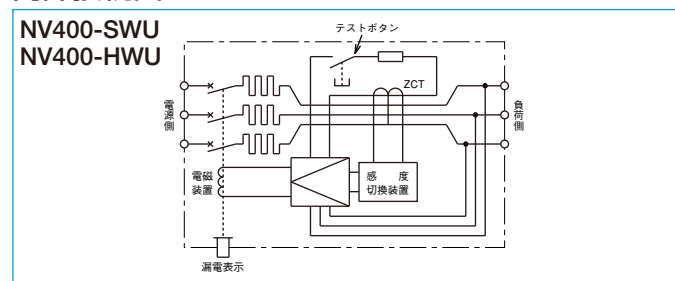 NV400-SWU
NV400-HWU
テストボタン
ZCT
電源側
負荷側
電磁
装置
感度
切換装置
漏電表示